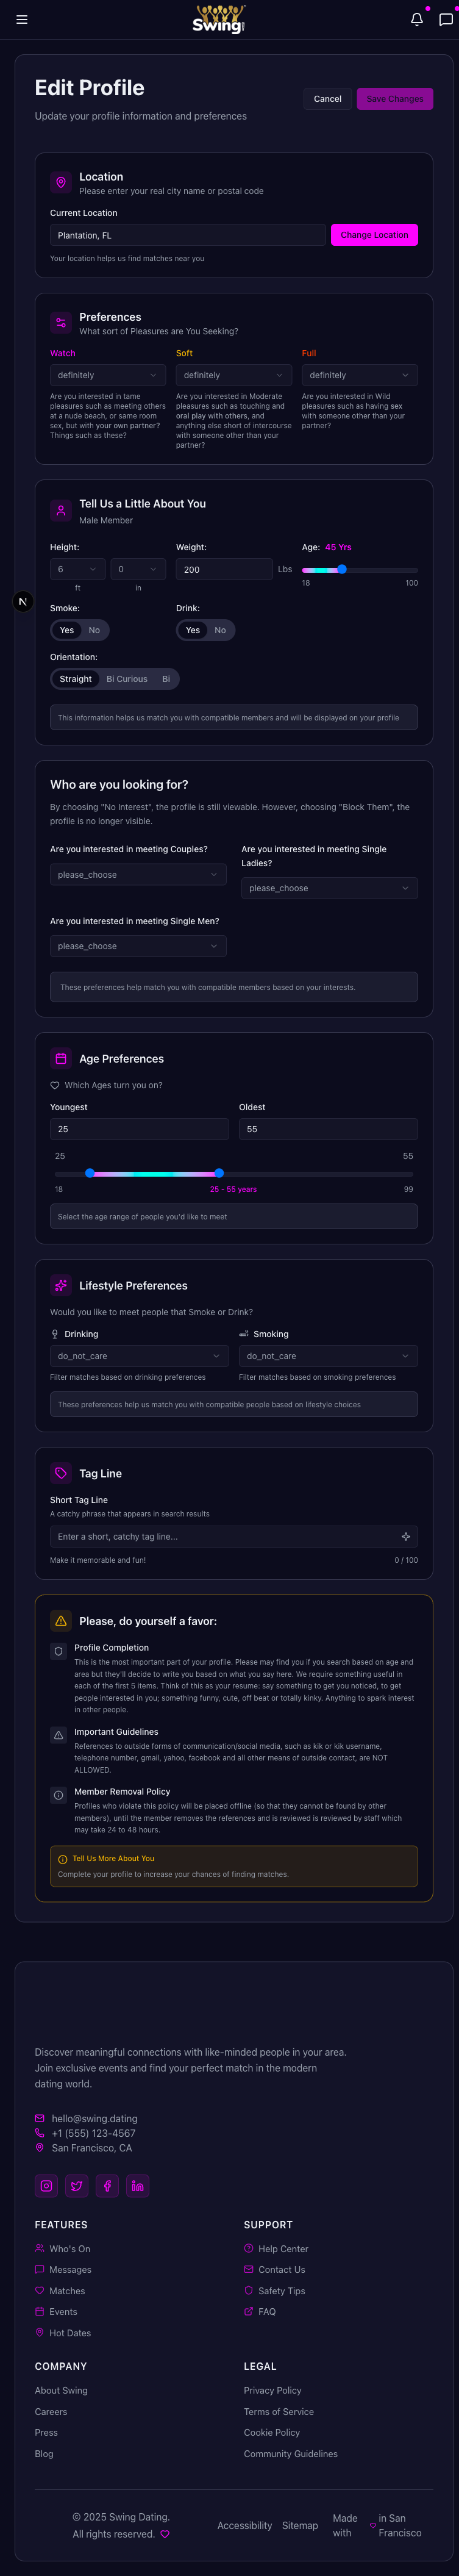 Swing
Edit Profile
Update your profile information and preferences
Cancel
Save Changes
Location
Please enter your real city name or postal code
Current Location
Plantation, FL
Change Location
Your location helps us find matches near you
Preferences
What sort of Pleasures are You Seeking?
Watch
definitely
Are you interested in tame
pleasures such as meeting others
at a nude beach, or same room
sex, but with your own partner?
Things such as these?
Soft
definitely
Are you interested in Moderate
pleasures such as touching and
oral play with others, and
anything else short of intercourse
with someone other than your
partner?
Full
definitely
Are you interested in Wild
pleasures such as having sex
with someone other than your
partner?
Tell Us a Little About You
Male Member
Height:
6
0
ft
in
Weight:
200
Lbs
Age: 45 Yrs
18
100
N
Smoke:
Yes
No
Drink:
Yes
No
Orientation:
Straight
Bi Curious
Bi
This information helps us match you with compatible members and will be displayed on your profile
Who are you looking for?
By choosing "No Interest", the profile is still viewable. However, choosing "Block Them", the
profile is no longer visible.
Are you interested in meeting Couples?
please_choose
Are you interested in meeting Single
Ladies?
please_choose
Are you interested in meeting Single Men?
please_choose
These preferences help match you with compatible members based on your interests.
Age Preferences
Which Ages turn you on?
Youngest
25
Oldest
55
25
55
18
25 - 55 years
99
Select the age range of people you'd like to meet
Lifestyle Preferences
Would you like to meet people that Smoke or Drink?
Drinking
do_not_care
Filter matches based on drinking preferences
Smoking
do_not_care
Filter matches based on smoking preferences
These preferences help us match you with compatible people based on lifestyle choices
Tag Line
Short Tag Line
A catchy phrase that appears in search results
Enter a short, catchy tag line...
Make it memorable and fun!
0 / 100
Please, do yourself a favor:
Profile Completion
This is the most important part of your profile. Please may find you if you search based on age and
area but they'll decide to write you based on what you say here. We require something useful in
each of the first 5 items. Think of this as your resume: say something to get you noticed, to get
people interested in you; something funny, cute, off beat or totally kinky. Anything to spark interest
in other people.
Important Guidelines
References to outside forms of communication/social media, such as kik or kik username,
telephone number, gmail, yahoo, facebook and all other means of outside contact, are NOT
ALLOWED.
Member Removal Policy
Profiles who violate this policy will be placed offline (so that they cannot be found by other
members), until the member removes the references and is reviewed is reviewed by staff which
may take 24 to 48 hours.
Tell Us More About You
Complete your profile to increase your chances of finding matches.
Discover meaningful connections with like-minded people in your area.
Join exclusive events and find your perfect match in the modern
dating world.
hello@swing.dating
+1 (555) 123-4567
San Francisco, CA
FEATURES
Who's On
Messages
Matches
Events
Hot Dates
SUPPORT
Help Center
Contact Us
Safety Tips
FAQ
COMPANY
About Swing
Careers
Press
Blog
LEGAL
Privacy Policy
Terms of Service
Cookie Policy
Community Guidelines
© 2025 Swing Dating.
All rights reserved.
Accessibility
Sitemap
Made
with
in San
Francisco